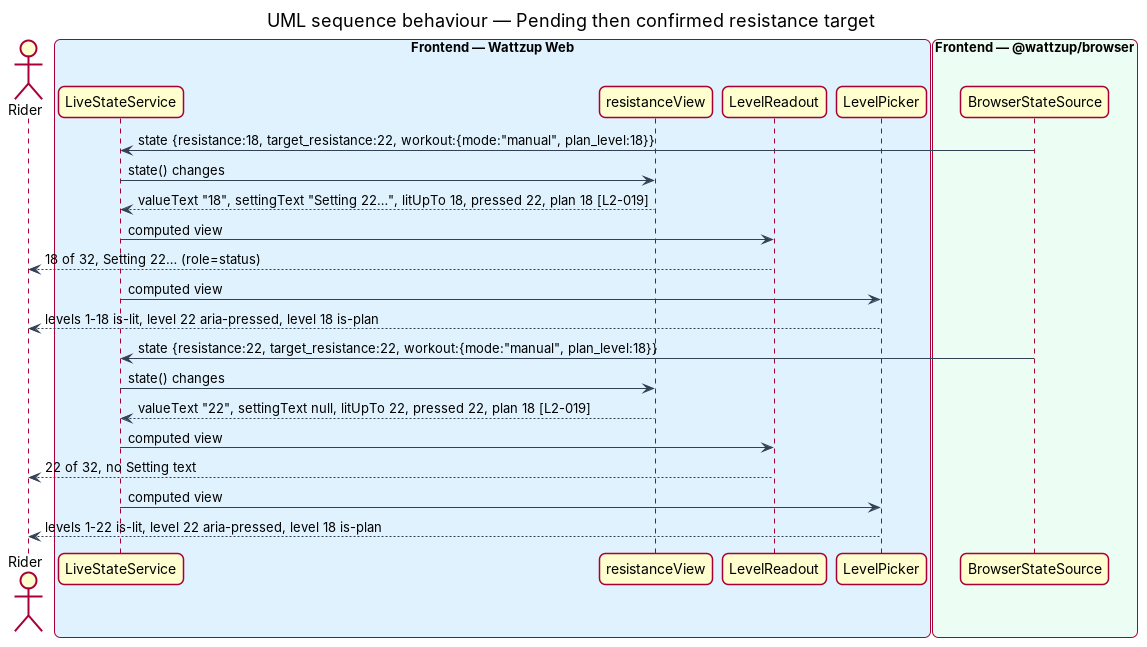 UML sequence behaviour — Pending then confirmed resistance target
Frontend — Wattzup Web
Frontend — @wattzup/browser
Rider
LiveStateService
resistanceView
LevelReadout
LevelPicker
BrowserStateSource
state {resistance:18, target_resistance:22, workout:{mode:"manual", plan_level:18}}
state() changes
valueText "18", settingText "Setting 22...", litUpTo 18, pressed 22, plan 18 [L2-019]
computed view
18 of 32, Setting 22... (role=status)
computed view
levels 1-18 is-lit, level 22 aria-pressed, level 18 is-plan
state {resistance:22, target_resistance:22, workout:{mode:"manual", plan_level:18}}
state() changes
valueText "22", settingText null, litUpTo 22, pressed 22, plan 18 [L2-019]
computed view
22 of 32, no Setting text
computed view
levels 1-22 is-lit, level 22 aria-pressed, level 18 is-plan
Rider
LiveStateService
resistanceView
LevelReadout
LevelPicker
BrowserStateSource